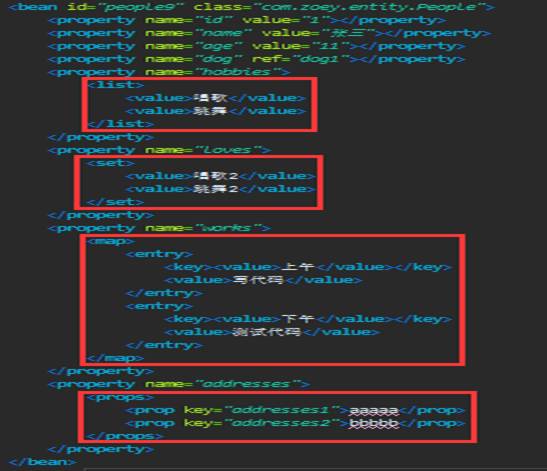 <bean id="people9" class="com.zoey.entity.People">
<property name="id" value="1"></property>
<property name="name" value="张三"></property>
<property name="age" value="11"></property>
<property name="dog" ref="dog1"></property>
<property name="hobbies">
<list>
<value>唱歌</value>
<value>跳舞</value>
</list>
</property>
<property name="loves">
<set>
<value>唱歌2</value>
<value>跳舞2</value>
</set>
</property>
<property name="works">
<map>
<entry>
<key><value>上午</value></key>
<value>写代码</value>
</entry>
<entry>
<key><value>下午</value></key>
<value>测试代码</value>
</entry>
</map>
</property>
<property name="addresses">
<props>
<prop key="addresses1">aaaaa</prop>
<prop key="addresses2">bbbbb</prop>
</props>
</property>
</bean>